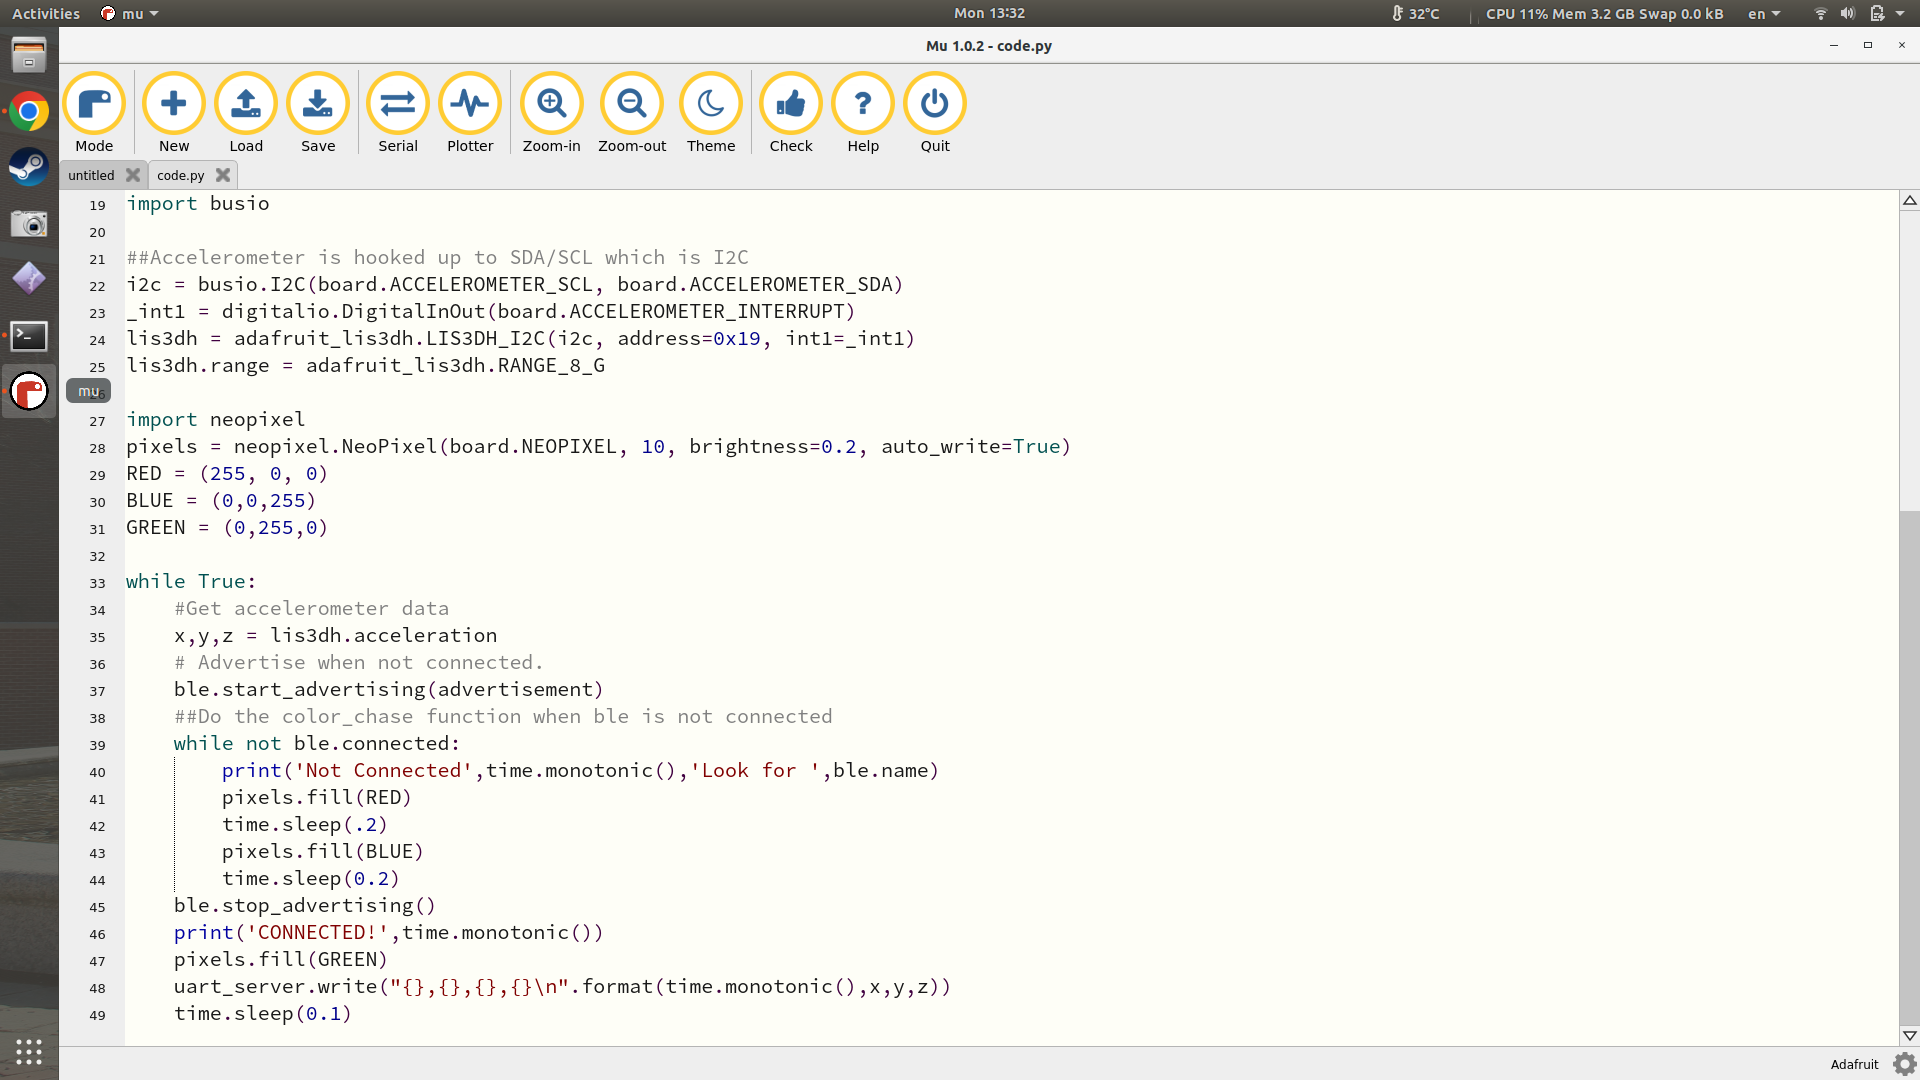 Activities mu Mon 13:32 32°C CPU 11% Mem 3.2 GB Swap 0.0 kB en
Mu 1.0.2 - code.py
Mode New Load Save Serial Plotter Zoom-in Zoom-out Theme Check Help Quit
untitled code.py
19 import busio
20
21 ##Accelerometer is hooked up to SDA/SCL which is I2C
22 i2c = busio.I2C(board.ACCELEROMETER_SCL, board.ACCELEROMETER_SDA)
23 _int1 = digitalio.DigitalInOut(board.ACCELEROMETER_INTERRUPT)
24 lis3dh = adafruit_lis3dh.LIS3DH_I2C(i2c, address=0x19, int1=_int1)
25 lis3dh.range = adafruit_lis3dh.RANGE_8_G
mu 26
27 import neopixel
28 pixels = neopixel.NeoPixel(board.NEOPIXEL, 10, brightness=0.2, auto_write=True)
29 RED = (255, 0, 0)
30 BLUE = (0,0,255)
31 GREEN = (0,255,0)
32
33 while True:
34     #Get accelerometer data
35     x,y,z = lis3dh.acceleration
36     # Advertise when not connected.
37     ble.start_advertising(advertisement)
38     ##Do the color_chase function when ble is not connected
39     while not ble.connected:
40         print('Not Connected',time.monotonic(),'Look for ',ble.name)
41         pixels.fill(RED)
42         time.sleep(.2)
43         pixels.fill(BLUE)
44         time.sleep(0.2)
45     ble.stop_advertising()
46     print('CONNECTED!',time.monotonic())
47     pixels.fill(GREEN)
48     uart_server.write("{},{},{},{}\n".format(time.monotonic(),x,y,z))
49     time.sleep(0.1)
Adafruit